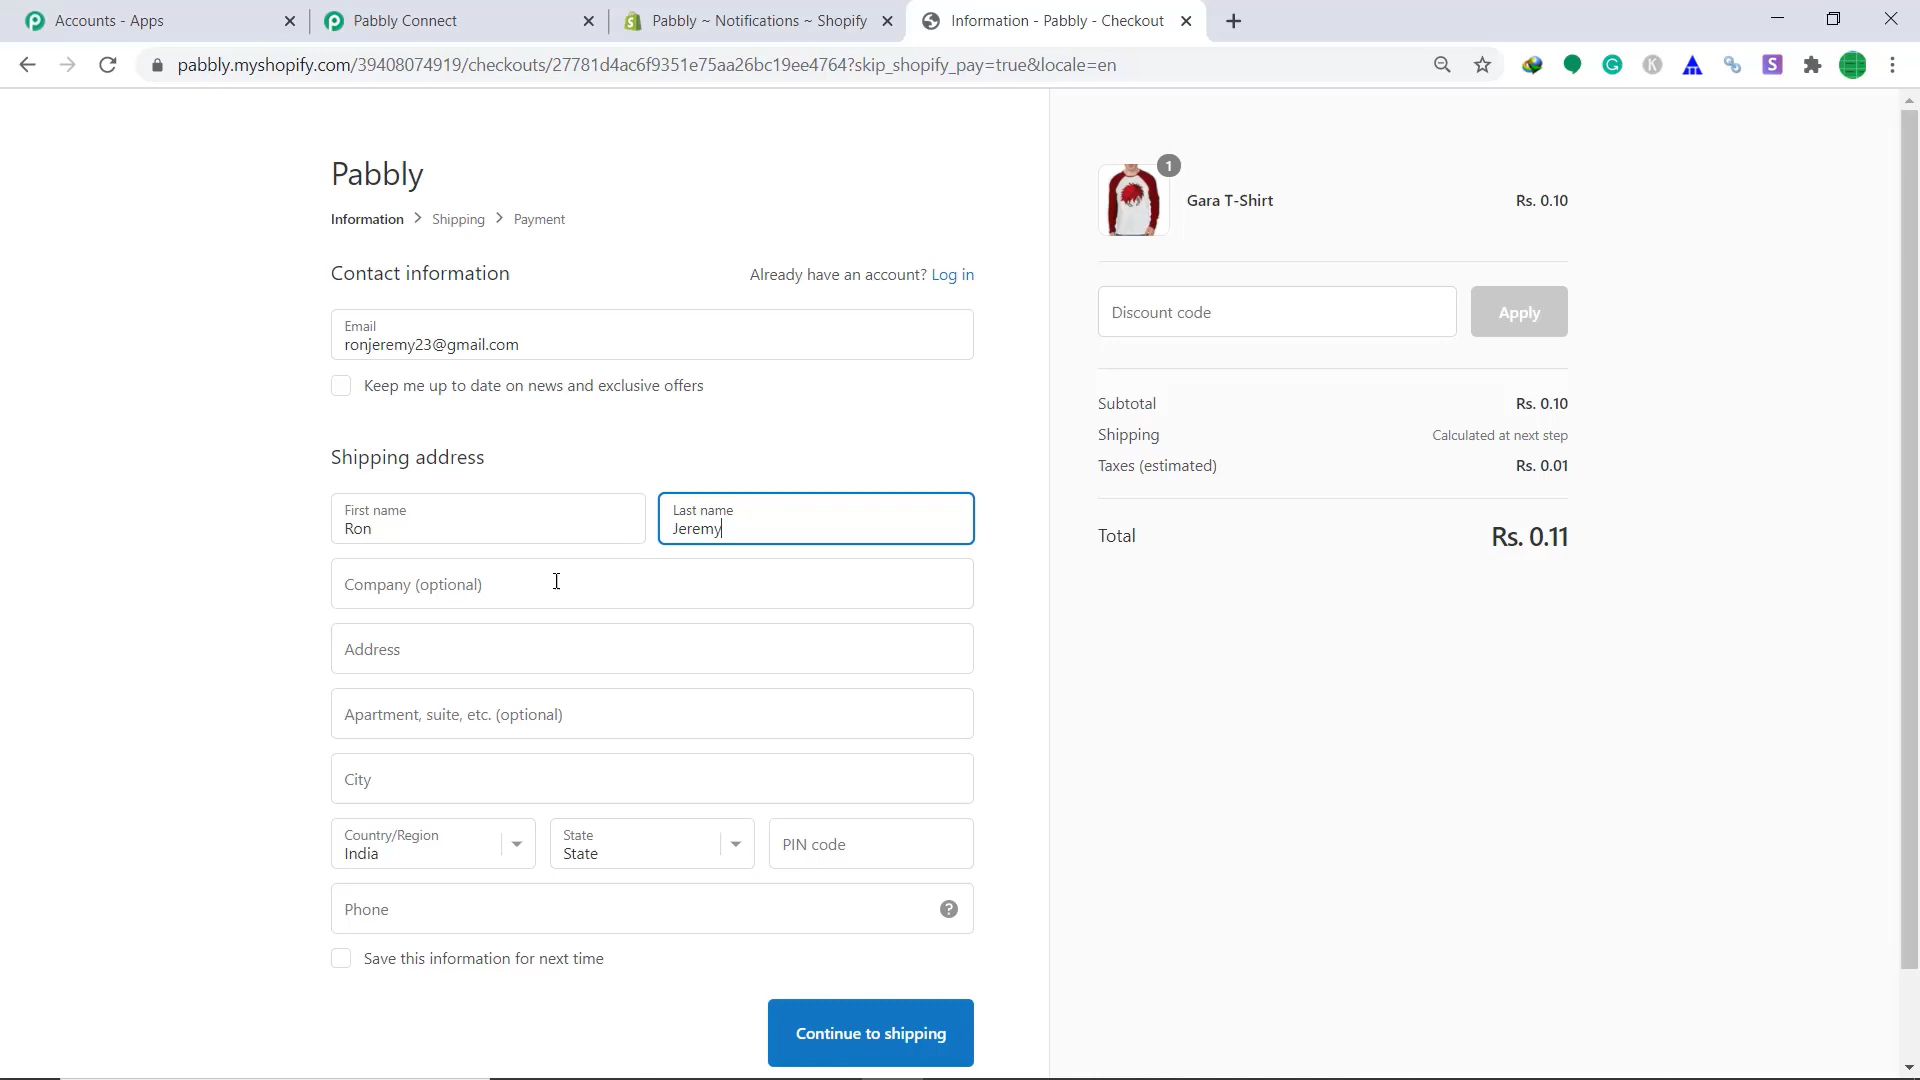 Accounts - Apps
Pabbly Connect
Pabbly ~ Notifications ~ Shopify
Information - Pabbly - Checkout
pabbly.myshopify.com/39408074919/checkouts/27781d4ac6f9351e75aa26bc19ee4764?skip_shopify_pay=true&locale=en
Pabbly
Information > Shipping > Payment
Contact information
Already have an account? Log in
Email
ronjeremy23@gmail.com
Keep me up to date on news and exclusive offers
Shipping address
First name
Ron
Last name
Jeremy
Company (optional)
Address
Apartment, suite, etc. (optional)
City
Country/Region
India
State
State
PIN code
Phone
?
Save this information for next time
Continue to shipping
1
Gara T-Shirt
Rs. 0.10
Discount code
Apply
Subtotal
Rs. 0.10
Shipping
Calculated at next step
Taxes (estimated)
Rs. 0.01
Total
Rs. 0.11